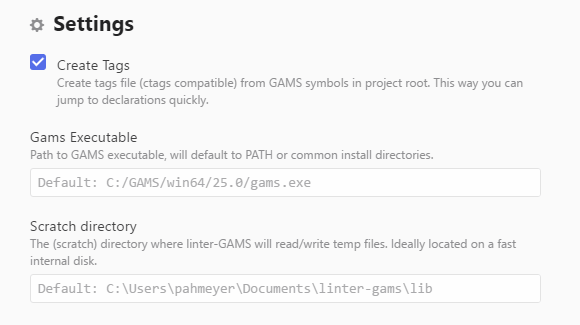 Settings
Create Tags
Create tags file (ctags compatible) from GAMS symbols in project root. This way you can
jump to declarations quickly.
Gams Executable
Path to GAMS executable, will default to PATH or common install directories.
Default: C:/GAMS/win64/25.0/gams.exe
Scratch directory
The (scratch) directory where linter-GAMS will read/write temp files. Ideally located on a fast
internal disk.
Default: C:\Users\pahmeyer\Documents\linter-gams\lib